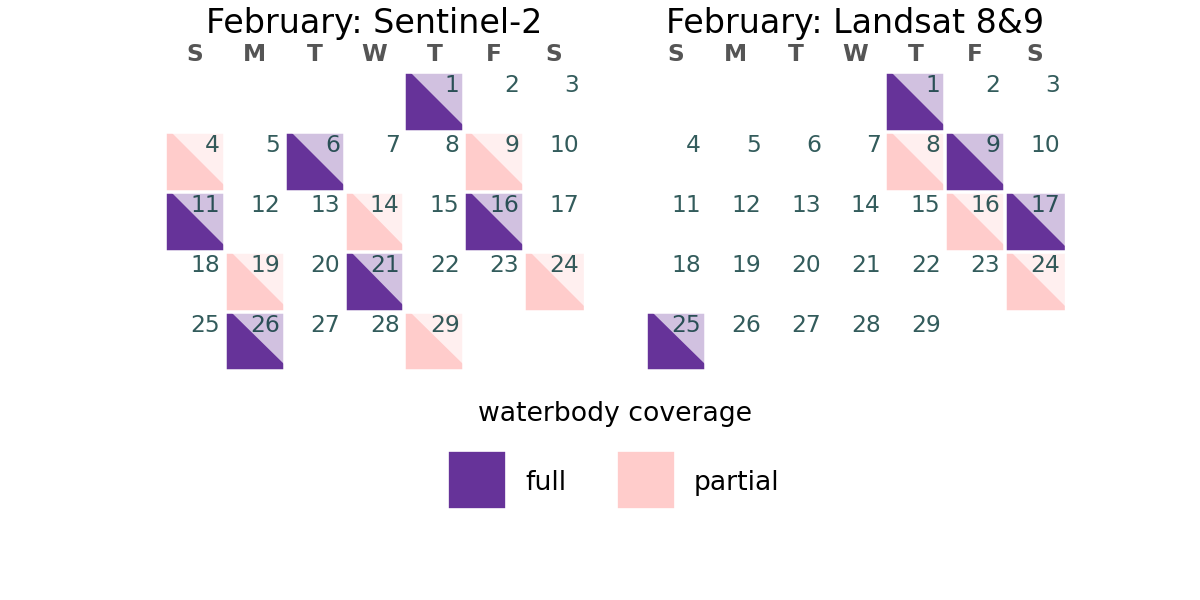 February: Sentinel-2
S M T W T F S
1 2 3
4 5 6 7 8 9 10
11 12 13 14 15 16 17
18 19 20 21 22 23 24
25 26 27 28 29
February: Landsat 8&9
S M T W T F S
1 2 3
4 5 6 7 8 9 10
11 12 13 14 15 16 17
18 19 20 21 22 23 24
25 26 27 28 29
waterbody coverage
full partial